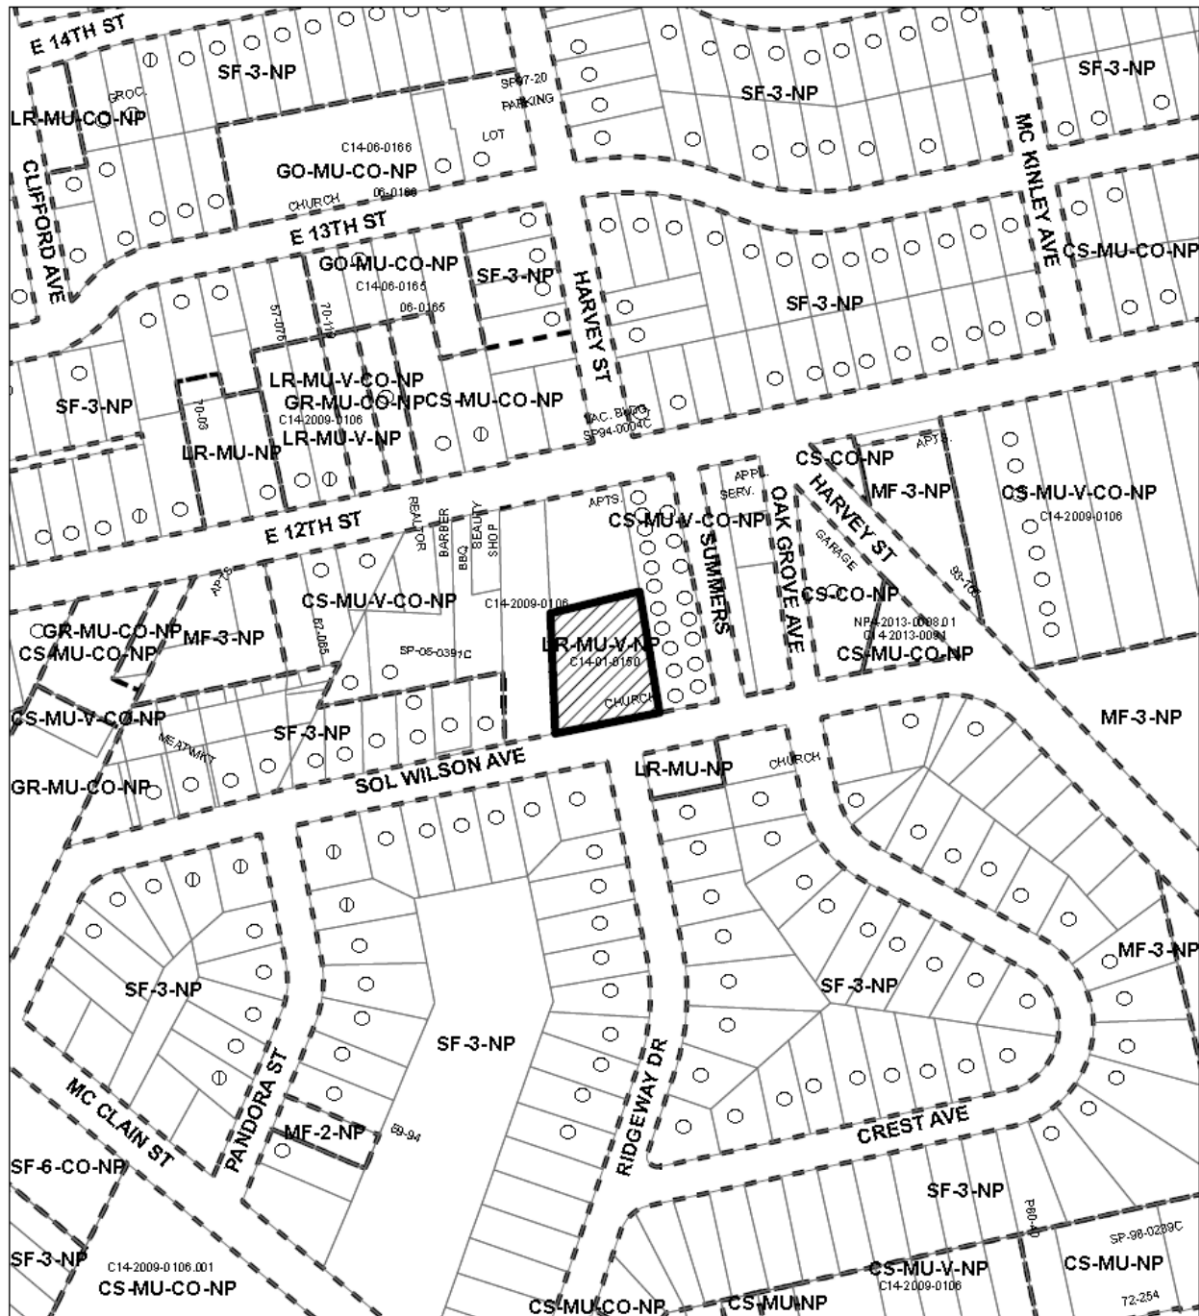 E 14TH ST
SF-3-NP
SF-3-NP
SF-3-NP
GROC.
SP97-20
PARKING
LOT
LR-MU-CO-NP
C14-06-0166
GO-MU-CO-NP
06-0166
CHURCH
E 13TH ST
CLIFFORD AVE
MC KINLEY AVE
GO-MU-CO-NP
C14-06-0165
06-0165
SF-3-NP
HARVEY ST
CS-MU-CO-NP
SF-3-NP
57-076
SF-3-NP
70-03
LR-MU-NP
LR-MU-V-CO-NP
GR-MU-CO-NP
C14-2009-0106
LR-MU-V-NP
CS-MU-CO-NP
VAC. BLDG.
SP94-0004C
E 12TH ST
REALTOR
BARBER
BBQ
BEAUTY
SHOP
APTS.
CS-MU-V-CO-NP
APPL.
SERV.
SUMMERS
OAK GROVE AVE
HARVEY ST
GARAGE
CS-CO-NP
MF-3-NP
APTS.
CS-MU-V-CO-NP
C14-2009-0106
APTS.
GR-MU-CO-NP
CS-MU-CO-NP
MF-3-NP
CS-MU-V-CO-NP
C14-2009-0106
SP-05-0391C
LR-MU-V-NP
C14-01-0150
CHURCH
CS-CO-NP
CS-MU-CO-NP
MF-3-NP
CS-MU-V-CO-NP
GR-MU-CO-NP
MEAT MKT
SF-3-NP
SOL WILSON AVE
LR-MU-NP
CHURCH
SF-3-NP
SF-3-NP
SF-3-NP
MF-3-NP
MC CLAIN ST
PANDORA ST
MF-2-NP
69-94
RIDGEWAY DR
CREST AVE
SF-6-CO-NP
SF-3-NP
C14-2009-0106.001
CS-MU-CO-NP
SF-3-NP
SP-98-0239C
CS-MU-V-NP
C14-2009-0106
CS-MU-NP
72-254
CS-MU-CO-NP
CS-MU-NP